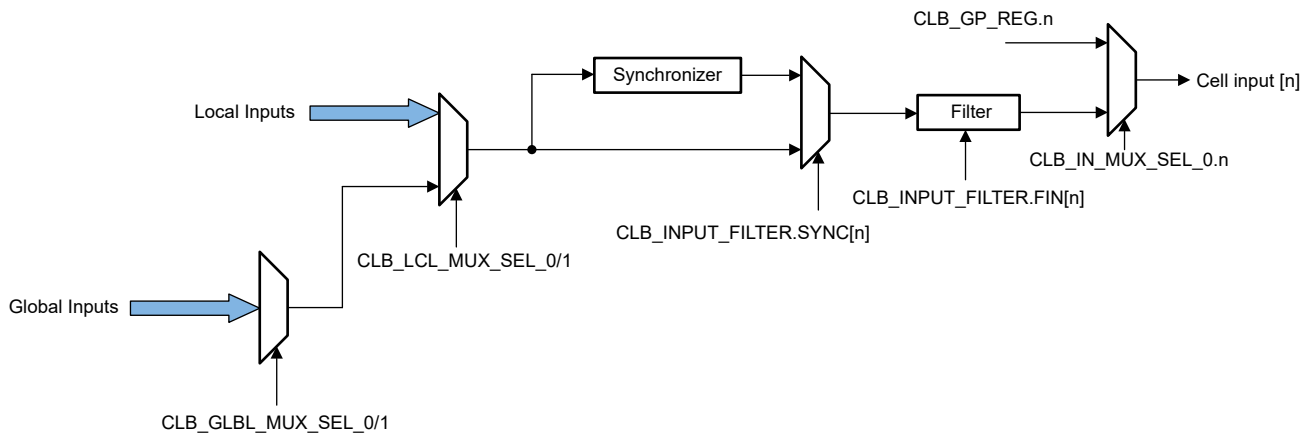 CLB_GP_REG.n
Synchronizer
Cell input [n]
Local Inputs
Filter
CLB_IN_MUX_SEL_0.n
CLB_INPUT_FILTER.FIN[n]
CLB_INPUT_FILTER.SYNC[n]
CLB_LCL_MUX_SEL_0/1
Global Inputs
CLB_GLBL_MUX_SEL_0/1